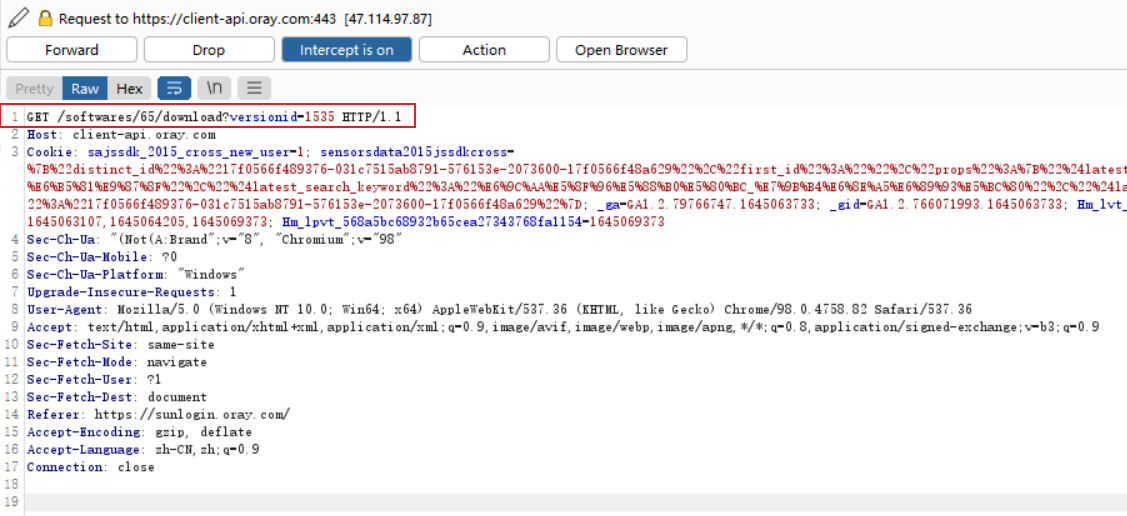 Request to https://client-api.oray.com:443 [47.114.97.87]
Forward Drop Intercept is on Action Open Browser
Pretty Raw Hex \n
1 GET /softwares/65/download?versionid=1535 HTTP/1.1
2 Host: client-api.oray.com
3 Cookie: sajssdk_2015_cross_new_user=1; sensorsdata2015jssdkcross=
%7B%22distinct_id%22%3A%2217f0566f489376-031c7515ab8791-576153e-2073600-17f0566f48a629%22%2C%22first_id%22%3A%22%22%2C%22props%22%3A%7B%22%24latest
%E6%B5%81%E9%87%8F%22%2C%22%24latest_search_keyword%22%3A%22%E6%9C%AA%E5%8F%96%E5%88%B0%E5%80%BC_%E7%9B%B4%E6%8E%A5%E6%89%93%E5%BC%80%22%2C%22%24la
22%3A%2217f0566f489376-031c7515ab8791-576153e-2073600-17f0566f48a629%22%7D; _ga=GA1.2.79766747.1645063733; _gid=GA1.2.766071993.1645063733; Hm_lvt_
1645063107,1645064205,1645069373; Hm_lpvt_568a5bc68932b65cea27343768fa1154=1645069373
4 Sec-Ch-Ua: "(Not(A:Brand";v="8", "Chromium";v="98"
5 Sec-Ch-Ua-Mobile: ?0
6 Sec-Ch-Ua-Platform: "Windows"
7 Upgrade-Insecure-Requests: 1
8 User-Agent: Mozilla/5.0 (Windows NT 10.0; Win64; x64) AppleWebKit/537.36 (KHTML, like Gecko) Chrome/98.0.4758.82 Safari/537.36
9 Accept: text/html,application/xhtml+xml,application/xml;q=0.9,image/avif,image/webp,image/apng,*/*;q=0.8,application/signed-exchange;v=b3;q=0.9
10 Sec-Fetch-Site: same-site
11 Sec-Fetch-Mode: navigate
12 Sec-Fetch-User: ?1
13 Sec-Fetch-Dest: document
14 Referer: https://sunlogin.oray.com/
15 Accept-Encoding: gzip, deflate
16 Accept-Language: zh-CN,zh;q=0.9
17 Connection: close
18
19